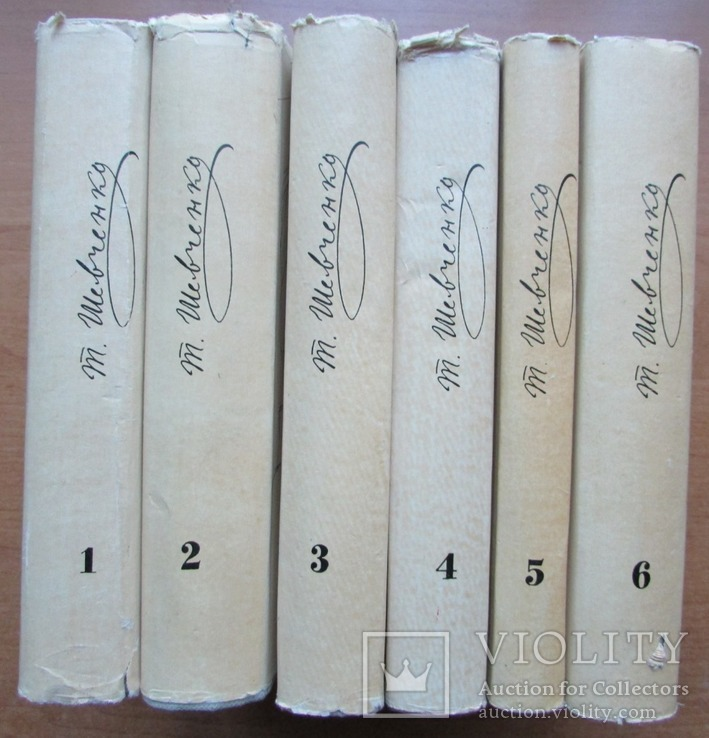 Т. Шевченко
1
Т. Шевченко
2
Т. Шевченко
3
Т. Шевченко
4
Т. Шевченко
5
Т. Шевченко
6
VIOLITY
Auction for Collectors
auction.violity.com